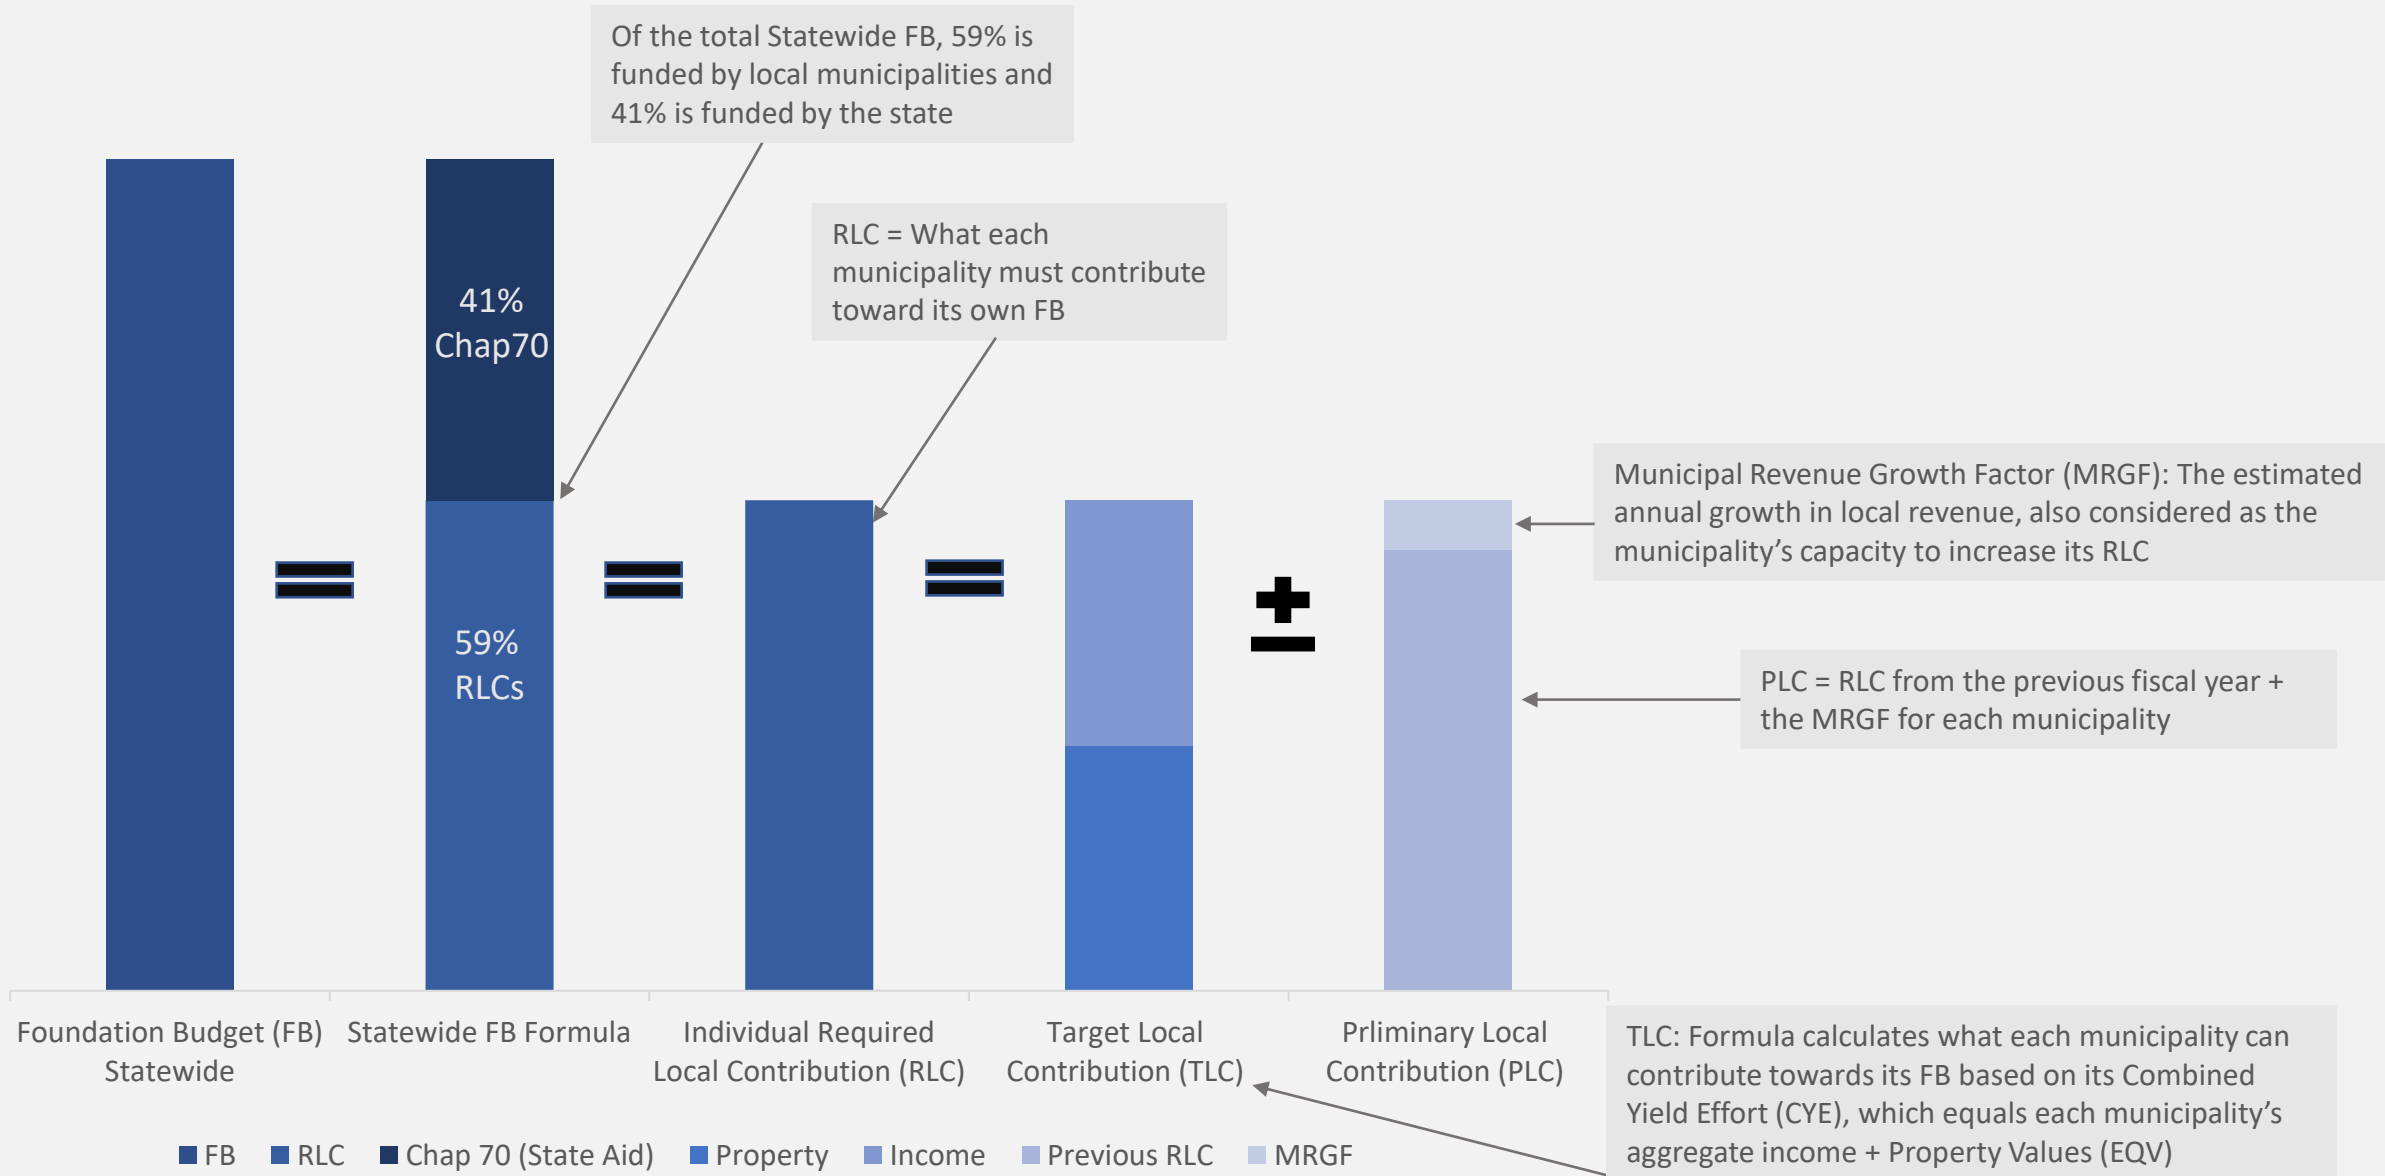 Of the total Statewide FB, 59% is
funded by local municipalities and
41% is funded by the state
RLC = What each
municipality must contribute
toward its own FB
41%
Chap70
59%
RLCs
Municipal Revenue Growth Factor (MRGF): The estimated
annual growth in local revenue, also considered as the
municipality’s capacity to increase its RLC
PLC = RLC from the previous fiscal year +
the MRGF for each municipality
Foundation Budget (FB)
Statewide
Statewide FB Formula
Individual Required
Local Contribution (RLC)
Target Local
Contribution (TLC)
Prliminary Local
Contribution (PLC)
TLC: Formula calculates what each municipality can
contribute towards its FB based on its Combined
Yield Effort (CYE), which equals each municipality’s
aggregate income + Property Values (EQV)
FB RLC Chap 70 (State Aid) Property Income Previous RLC MRGF